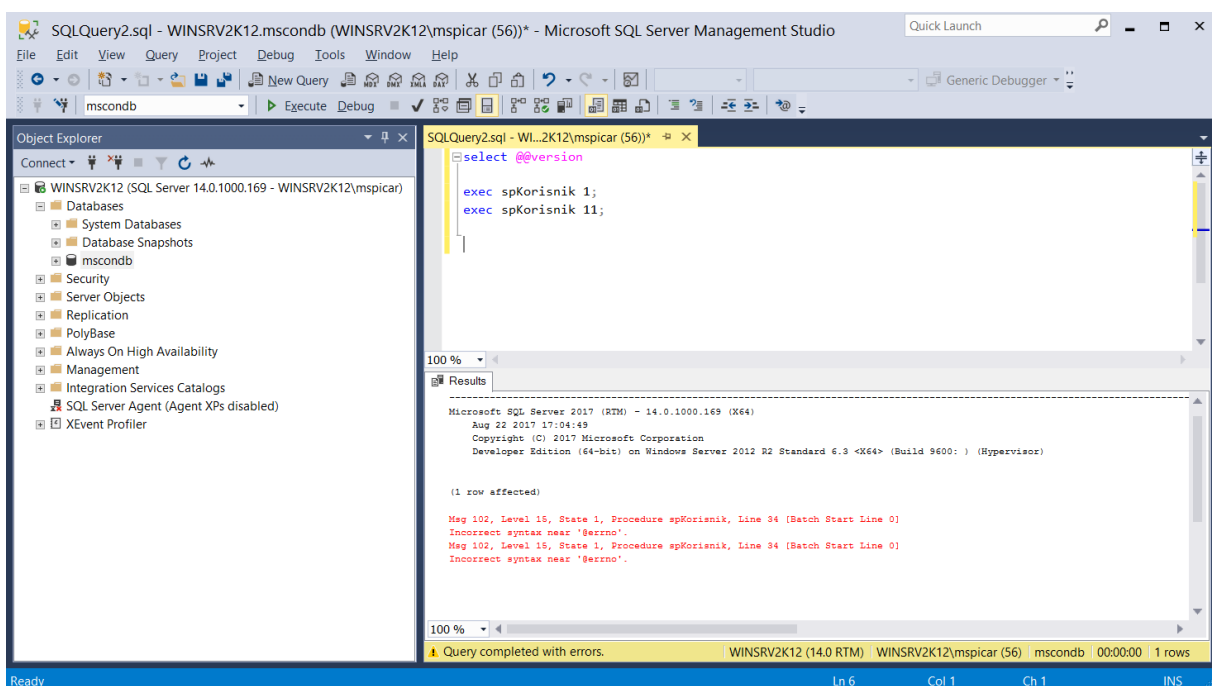 SQLQuery2.sql - WINSRV2K12.mscondb (WINSRV2K12\mspicar (56))* - Microsoft SQL Server Management Studio
Quick Launch
File Edit View Query Project Debug Tools Window Help
New Query
MDX DMX XMLA DAX
Generic Debugger
mscondb
Execute Debug
Object Explorer
SQLQuery2.sql - WI...2K12\mspicar (56))*
Connect
WINSRV2K12 (SQL Server 14.0.1000.169 - WINSRV2K12\mspicar)
Databases
System Databases
Database Snapshots
mscondb
Security
Server Objects
Replication
PolyBase
Always On High Availability
Management
Integration Services Catalogs
SQL Server Agent (Agent XPs disabled)
XEvent Profiler
select @@version
exec spKorisnik 1;
exec spKorisnik 11;
100 %
Results
Microsoft SQL Server 2017 (RTM) - 14.0.1000.169 (X64)
Aug 22 2017 17:04:49
Copyright (C) 2017 Microsoft Corporation
Developer Edition (64-bit) on Windows Server 2012 R2 Standard 6.3 <X64> (Build 9600: ) (Hypervisor)
(1 row affected)
Msg 102, Level 15, State 1, Procedure spKorisnik, Line 34 [Batch Start Line 0]
Incorrect syntax near '@errno'.
Msg 102, Level 15, State 1, Procedure spKorisnik, Line 34 [Batch Start Line 0]
Incorrect syntax near '@errno'.
100 %
Query completed with errors.
WINSRV2K12 (14.0 RTM) WINSRV2K12\mspicar (56) mscondb 00:00:00 1 rows
Ready
Ln 6 Col 1 Ch 1 INS